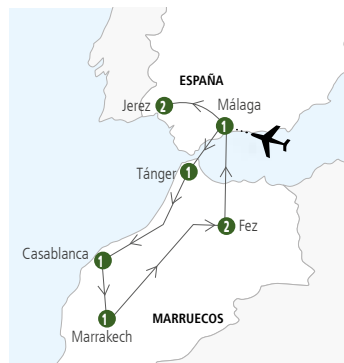 ESPAÑA
Jerez 2 Málaga
1
Tánger 1
2 Fez
Casablanca 1
1
Marrakech
MARRUECOS